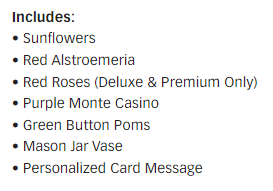 Includes:
• Sunflowers
• Red Alstroemeria
• Red Roses (Deluxe & Premium Only)
• Purple Monte Casino
• Green Button Poms
• Mason Jar Vase
• Personalized Card Message